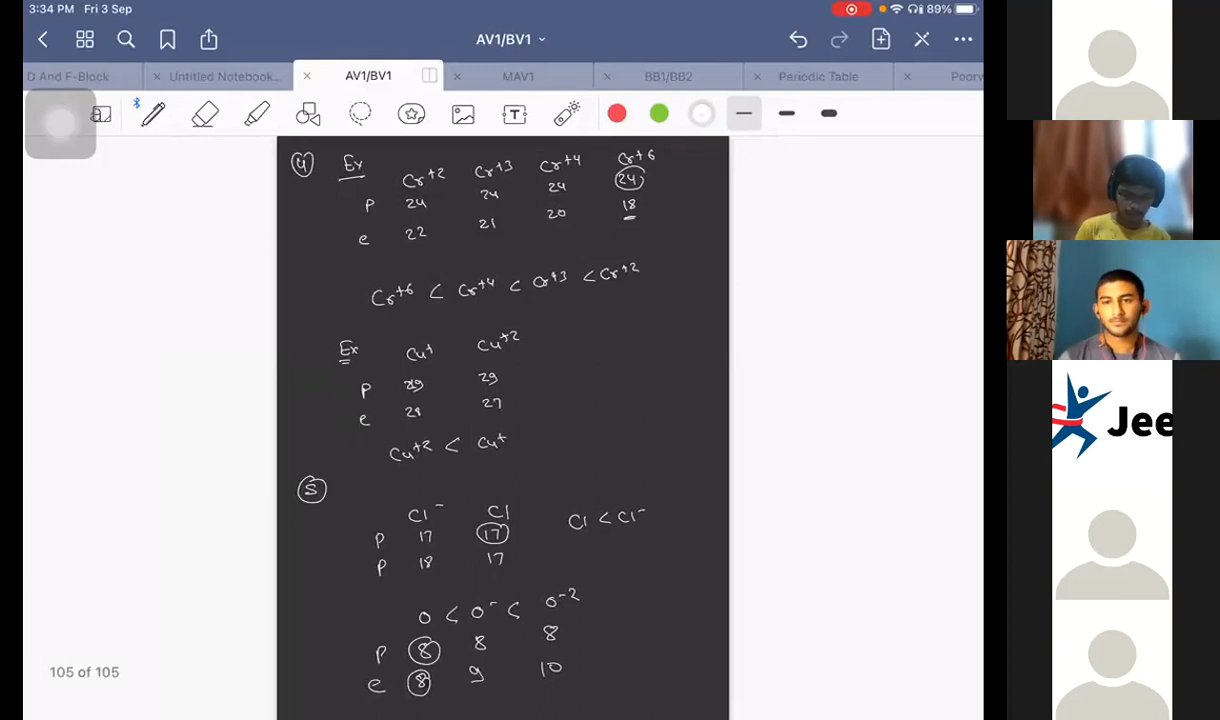 3:34 PM Fri 3 Sep
89%
AV1/BV1
D And F-Block
Untitled Notebook...
AV1/BV1
MAV1
BB1/BB2
Periodic Table
Poorv
T
4 Ex Cr+2 Cr+3 Cr+4 Cr+6
P 24 24 24 24
e 22 21 20 18
Cr+6 < Cr+4 < Cr+3 < Cr+2
Ex Cu+ Cu+2
P 29 29
e 28 27
Cu+2 < Cu+
5
Cl- Cl Cl < Cl-
P 17 17
P 18 17
O < O- < O-2
P 8 8 8
e 8 9 10
105 of 105
Jee